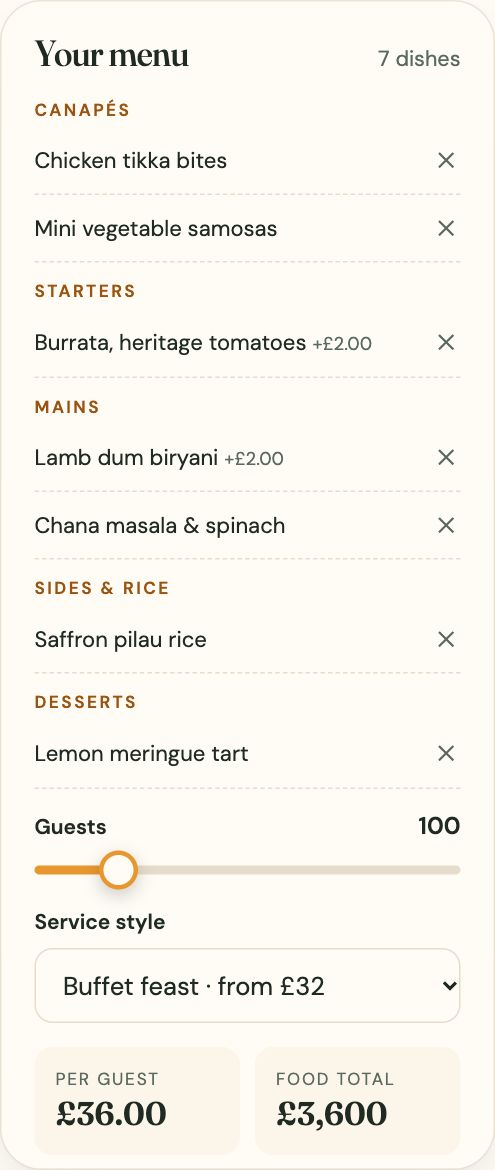 Your menu 7 dishes
CANAPÉS
Chicken tikka bites
Mini vegetable samosas
STARTERS
Burrata, heritage tomatoes +£2.00
MAINS
Lamb dum biryani +£2.00
Chana masala & spinach
SIDES & RICE
Saffron pilau rice
DESSERTS
Lemon meringue tart
Guests 100
Service style
Buffet feast · from £32
PER GUEST FOOD TOTAL
£36.00 £3,600